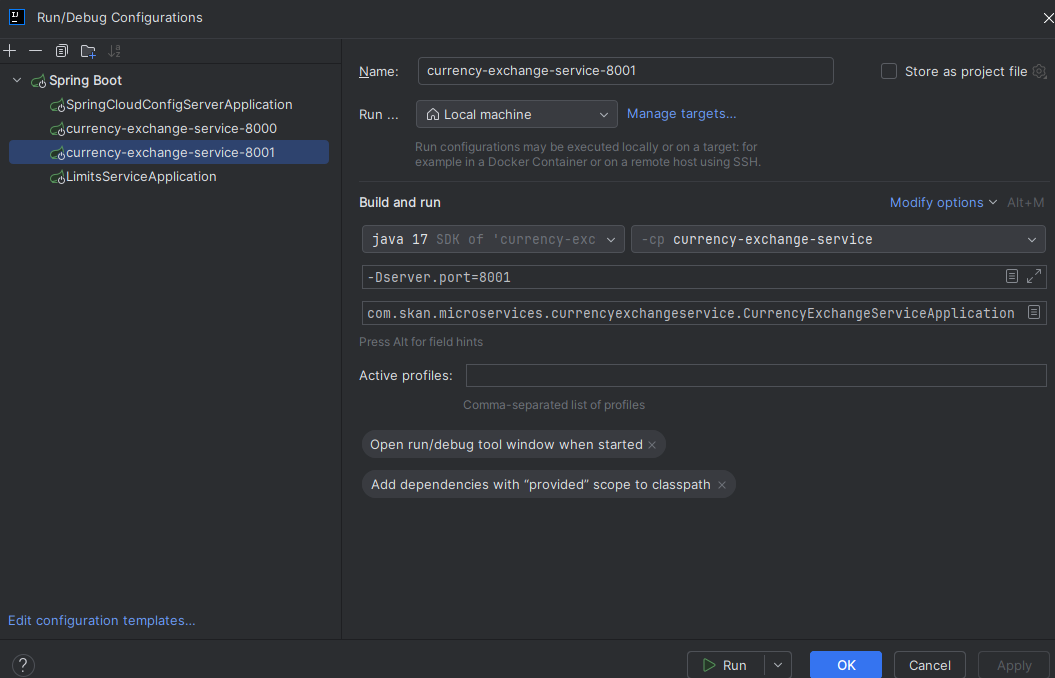 Run/Debug Configurations
Spring Boot
SpringCloudConfigServerApplication
currency-exchange-service-8000
currency-exchange-service-8001
LimitsServiceApplication
Edit configuration templates...
Name: currency-exchange-service-8001 Store as project file
Run ... Local machine Manage targets...
Run configurations may be executed locally or on a target: for
example in a Docker Container or on a remote host using SSH.
Build and run Modify options Alt+M
java 17 SDK of 'currency-exc -cp currency-exchange-service
-Dserver.port=8001
com.skan.microservices.currencyexchangeservice.CurrencyExchangeServiceApplication
Press Alt for field hints
Active profiles:
Comma-separated list of profiles
Open run/debug tool window when started
Add dependencies with “provided” scope to classpath
? Run OK Cancel Apply